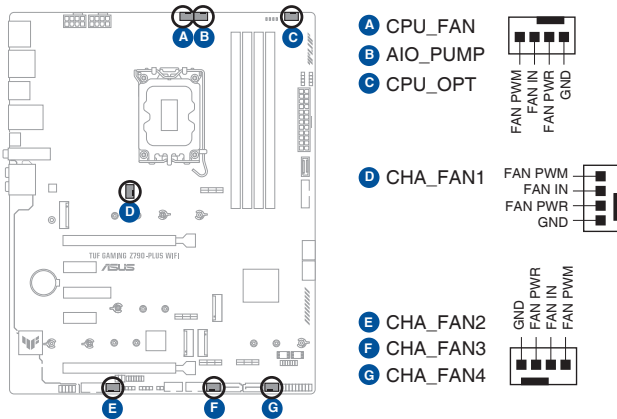 A CPU_FAN
B AIO_PUMP
C CPU_OPT
FAN PWM
FAN IN
FAN PWR
GND
A
B
C
D CHA_FAN1
FAN PWM
FAN IN
FAN PWR
GND
D
TUF GAMING Z790-PLUS WIFI
ASUS
E CHA_FAN2
F CHA_FAN3
G CHA_FAN4
GND
FAN PWR
FAN IN
FAN PWM
E
F
G